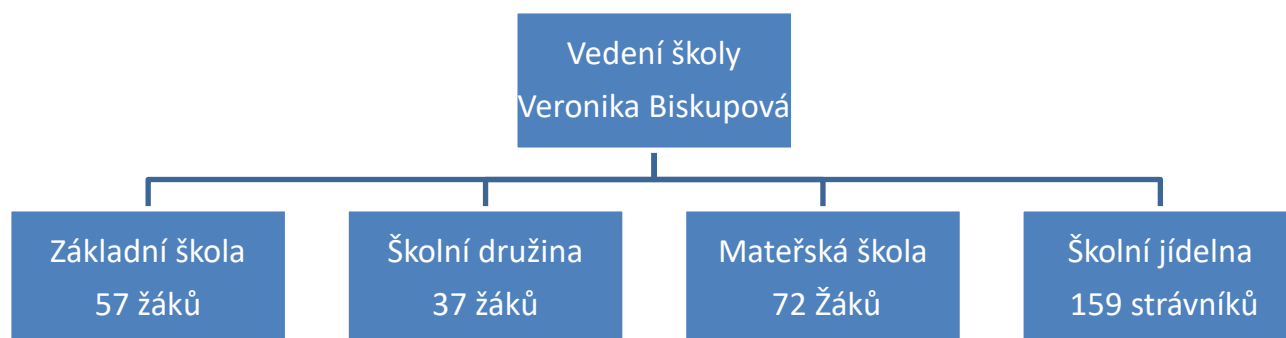 Vedení školy
Veronika Biskupová
Základní škola
57 žáků
Školní družina
37 žáků
Mateřská škola
72 Žáků
Školní jídelna
159 strávníků